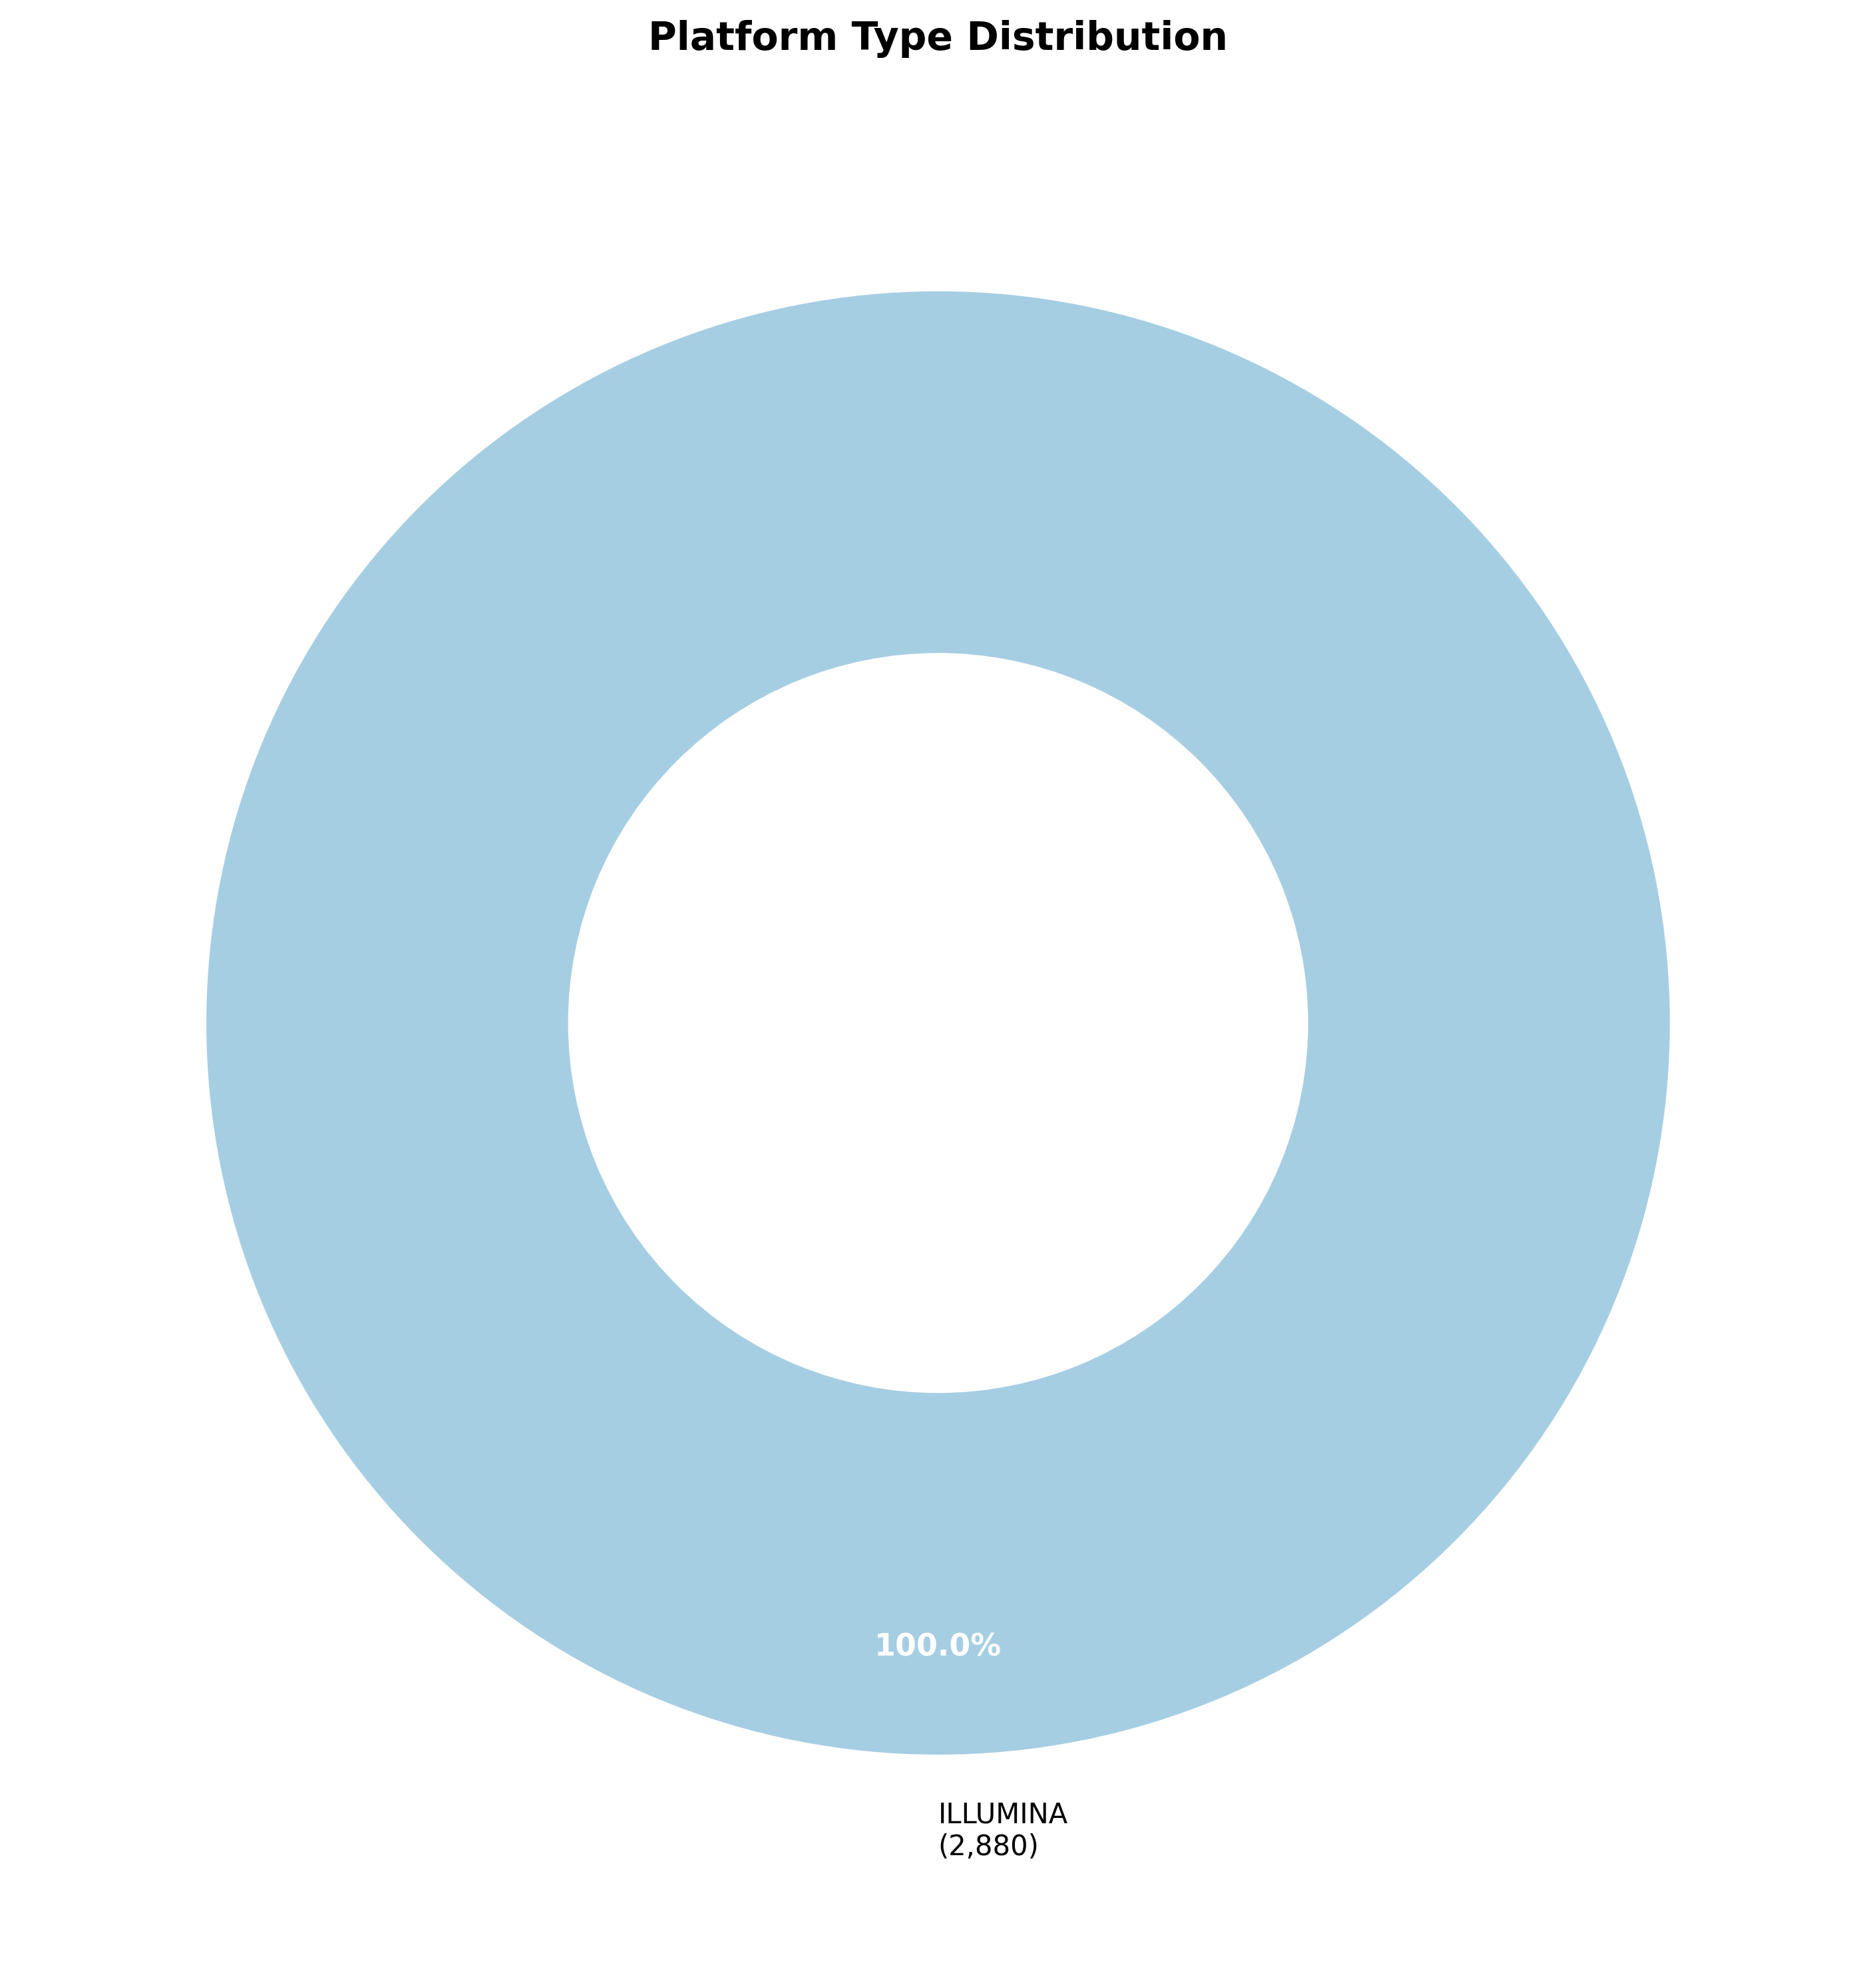 Platform Type Distribution
100.0%
ILLUMINA
(2,880)